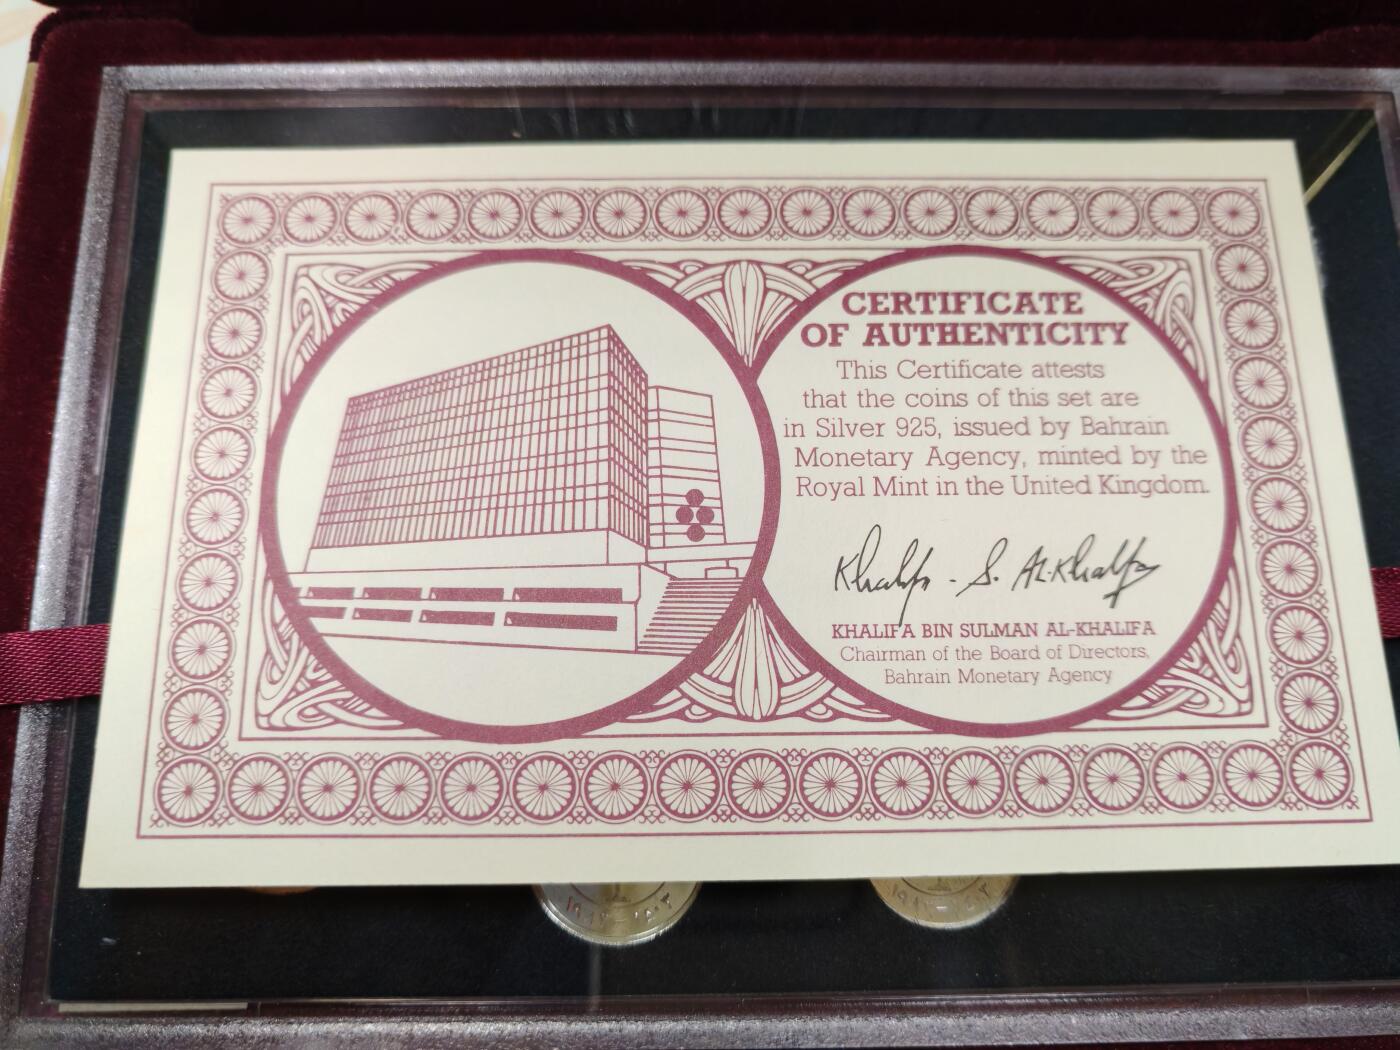 CERTIFICATE
OF AUTHENTICITY
This Certificate attests
that the coins of this set are
in Silver 925, issued by Bahrain
Monetary Agency, minted by the
Royal Mint in the United Kingdom.
Khalifa - S. Al-Khalifa
KHALIFA BIN SULMAN AL-KHALIFA
Chairman of the Board of Directors,
Bahrain Monetary Agency